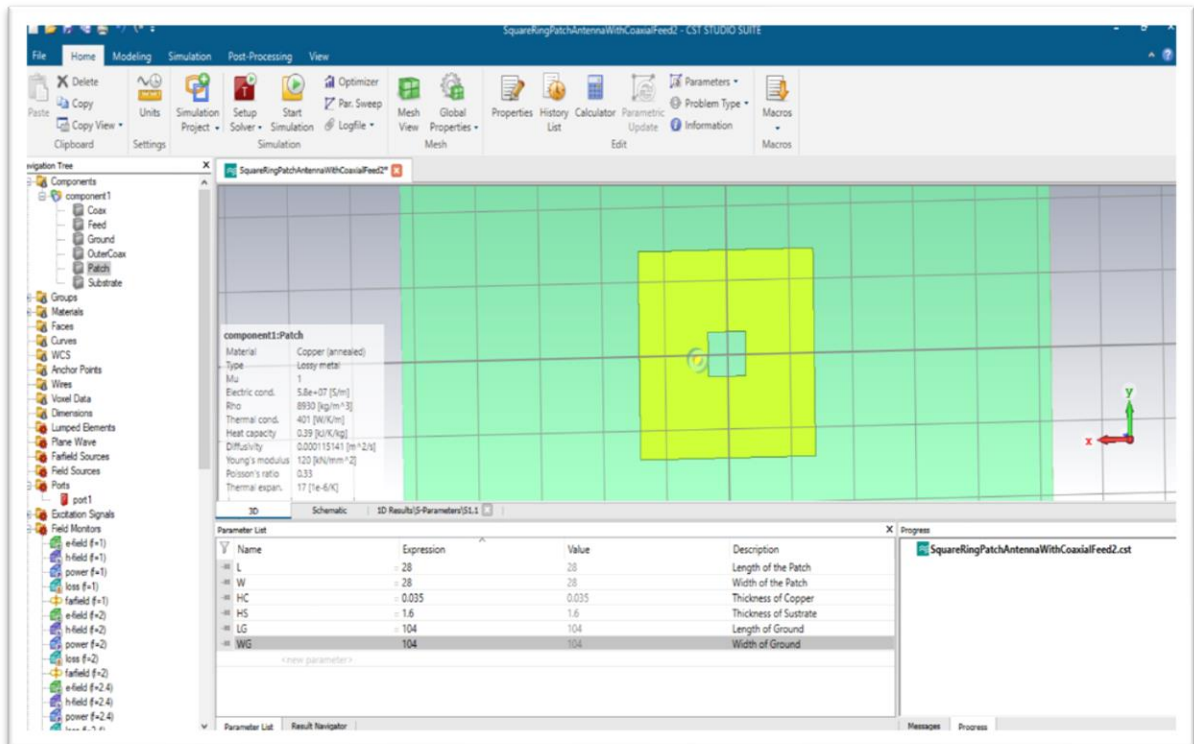 SquareRingPatchAntennaWithCoaxialFeed2 - CST STUDIO SUITE
File Home Modeling Simulation Post-Processing View
Paste Delete Copy Copy View
Units
Simulation Project
Setup Solver
Start Simulation
Optimizer
Par. Sweep
Logfile
Mesh View
Global Properties
Properties
History List
Calculator
Parametric Update
Parameters
Problem Type
Information
Macros
Clipboard Settings Simulation Mesh Edit Macros
vigation Tree X
SquareRingPatchAntennaWithCoaxialFeed2*
Components
component1
Coax
Feed
Ground
OuterCoax
Patch
Substrate
Groups
Materials
Faces
Curves
WCS
Anchor Points
Wires
Voxel Data
Dimensions
Lumped Elements
Plane Wave
Farfield Sources
Field Sources
Ports
port1
Excitation Signals
Field Monitors
e-field (f=1)
h-field (f=1)
power (f=1)
loss (f=1)
farfield (f=1)
e-field (f=2)
h-field (f=2)
power (f=2)
loss (f=2)
farfield (f=2)
e-field (f=2.4)
h-field (f=2.4)
power (f=2.4)
component1:Patch
Material Copper (annealed)
Type Lossy metal
Mu 1
Electric cond. 5.8e+07 [S/m]
Rho 8930 [kg/m^3]
Thermal cond. 401 [W/K/m]
Heat capacity 0.39 [kJ/K/kg]
Diffusivity 0.000115141 [m^2/s]
Young's modulus 120 [kN/mm^2]
Poisson's ratio 0.33
Thermal expan. 17 [1e-6/K]
y
x
3D Schematic 1D Results\S-Parameters\S1,1
Parameter List X
Name Expression Value Description
L = 28 28 Length of the Patch
W = 28 28 Width of the Patch
HC = 0.035 0.035 Thickness of Copper
HS = 1.6 1.6 Thickness of Sustrate
LG = 104 104 Length of Ground
WG 104 104 Width of Ground
<new parameter>
Parameter List Result Navigator
Progress
SquareRingPatchAntennaWithCoaxialFeed2.cst
Messages Progress